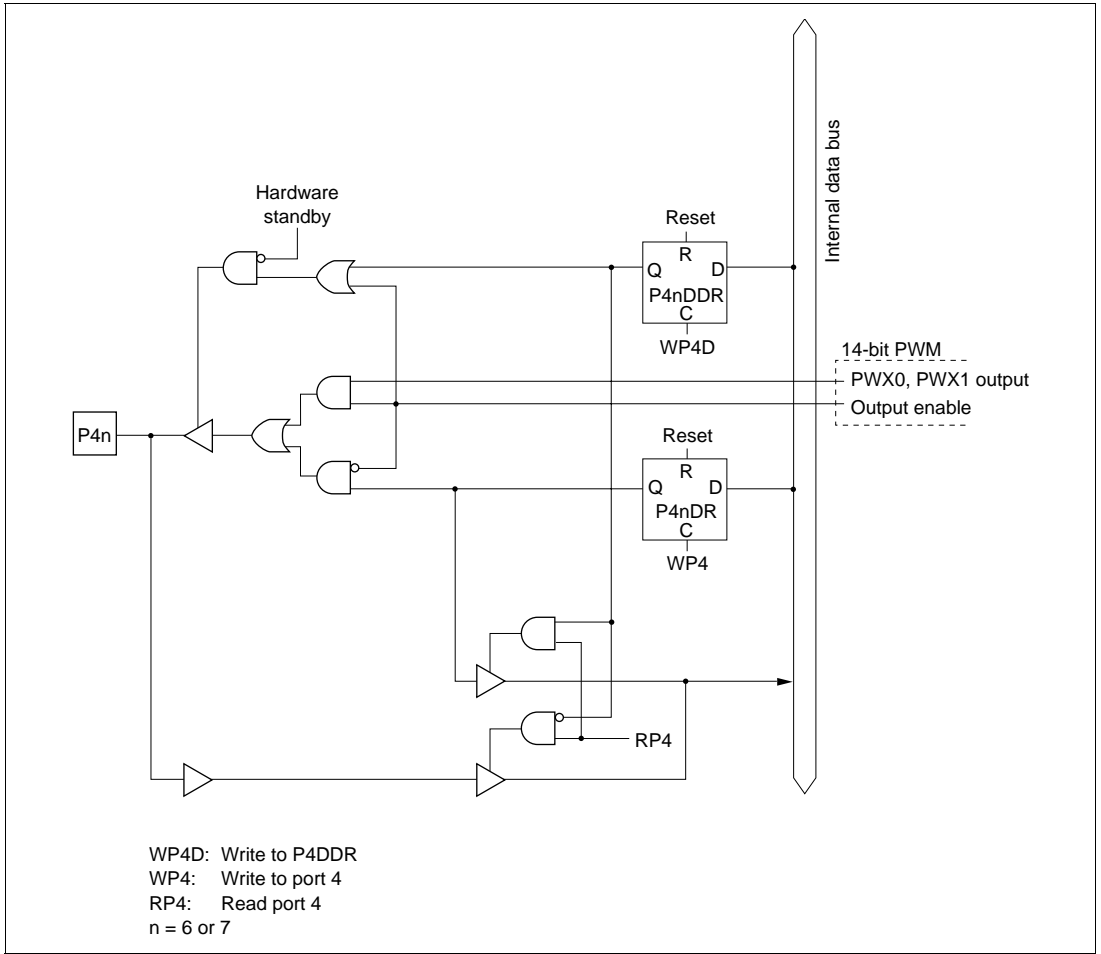 Hardware
standby
Reset
R
Q D
P4nDDR
C
WP4D
Internal data bus
14-bit PWM
PWX0, PWX1 output
Output enable
P4n
Reset
R
Q D
P4nDR
C
WP4
RP4
WP4D: Write to P4DDR
WP4: Write to port 4
RP4: Read port 4
n = 6 or 7